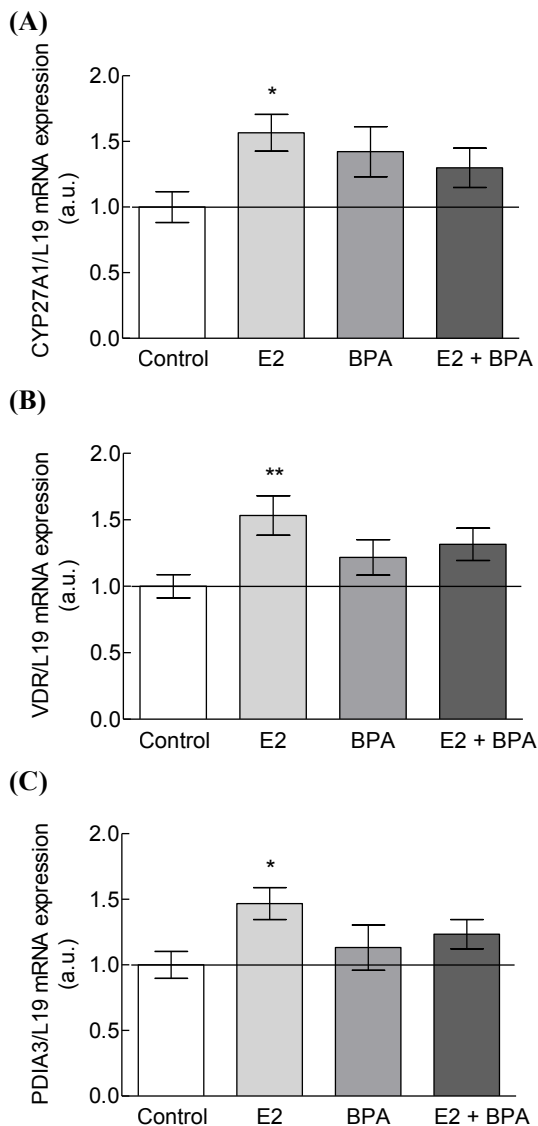 (A)
CYP27A1/L19 mRNA expression
(a.u.)
2.0
1.5
1.0
0.5
0.0
*
Control E2 BPA E2 + BPA
(B)
VDR/L19 mRNA expression
(a.u.)
2.0
1.5
1.0
0.5
0.0
**
Control E2 BPA E2 + BPA
(C)
PDIA3/L19 mRNA expression
(a.u.)
2.0
1.5
1.0
0.5
0.0
*
Control E2 BPA E2 + BPA